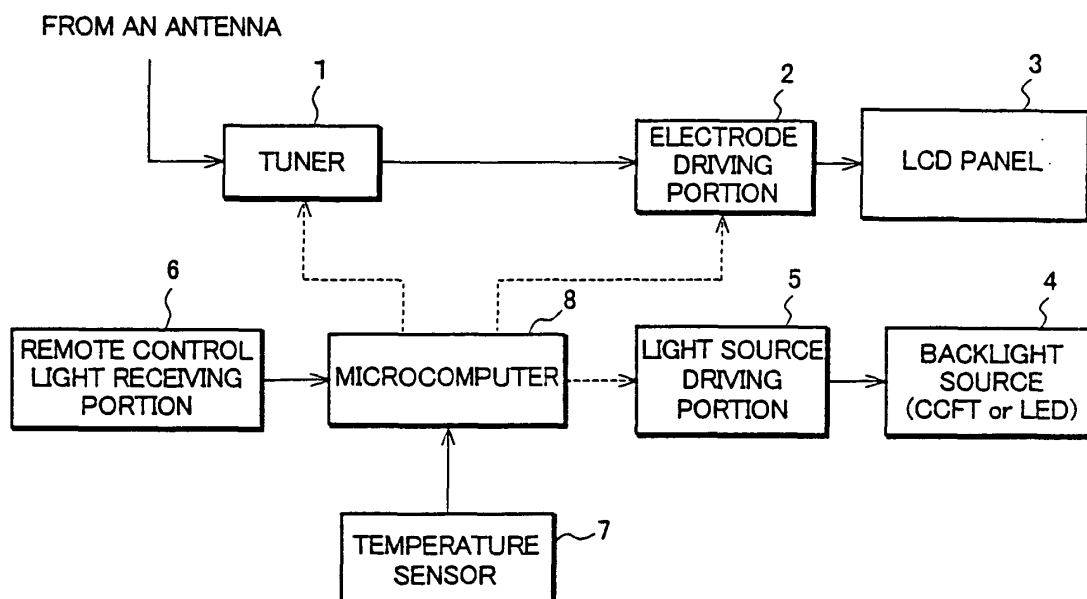 FROM AN ANTENNA
1
TUNER
2
ELECTRODE
DRIVING
PORTION
3
LCD PANEL
6
REMOTE CONTROL
LIGHT RECEIVING
PORTION
8
MICROCOMPUTER
5
LIGHT SOURCE
DRIVING
PORTION
4
BACKLIGHT
SOURCE
(CCFT or LED)
7
TEMPERATURE
SENSOR